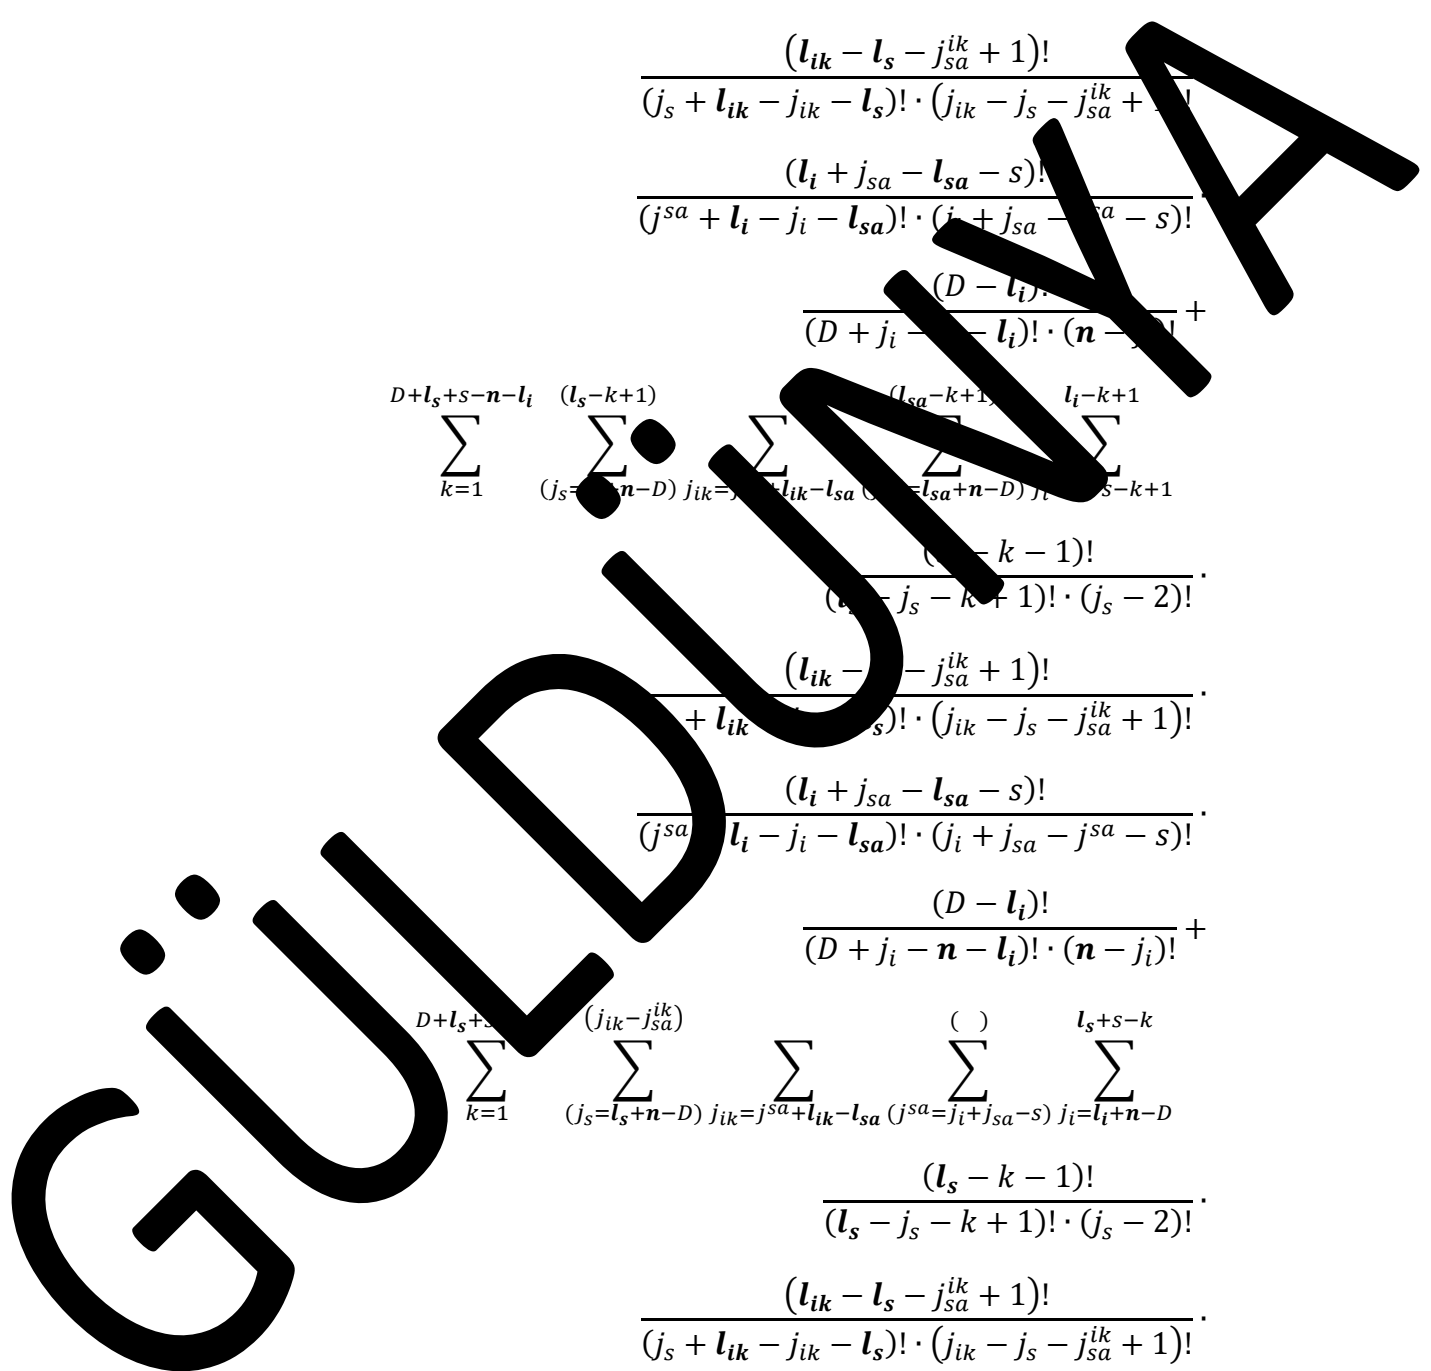 (l_ik − l_s − j_sa^ik + 1)!
(j_s + l_ik − j_ik − l_s)! · (j_ik − j_s − j_sa^ik + !
(l_i + j_sa − l_sa − s)!
(j^sa + l_i − j_i − l_sa)! · ( + j_sa − − s)! ·
(D − l_i)!
(D + j_i − − l_i)! · (n − )! +
D+l_s+s−n−l_i (l_s−k+1) (l_sa−k+1) l_i−k+1
∑ ∑ ∑ ∑ ∑
k=1 (j_s= n−D) j_ik= +l_ik−l_sa =l_sa+n−D) s−k+1
( − k − 1)!
( − j_s − k + 1)! · (j_s − 2)! ·
(l_ik − − j_sa^ik + 1)!
+ l_ik )! · (j_ik − j_s − j_sa^ik + 1)! ·
(l_i + j_sa − l_sa − s)!
(j^sa l_i − j_i − l_sa)! · (j_i + j_sa − j^sa − s)! ·
(D − l_i)!
(D + j_i − n − l_i)! · (n − j_i)! +
D+l_s+ (j_ik−j_sa^ik) ( ) l_s+s−k
∑ ∑ ∑ ∑ ∑
k=1 (j_s=l_s+n−D) j_ik=j^sa+l_ik−l_sa (j^sa=j_i+j_sa−s) j_i=l_i+n−D
(l_s − k − 1)!
(l_s − j_s − k + 1)! · (j_s − 2)! ·
(l_ik − l_s − j_sa^ik + 1)!
(j_s + l_ik − j_ik − l_s)! · (j_ik − j_s − j_sa^ik + 1)! ·
GÜLDÜNYA